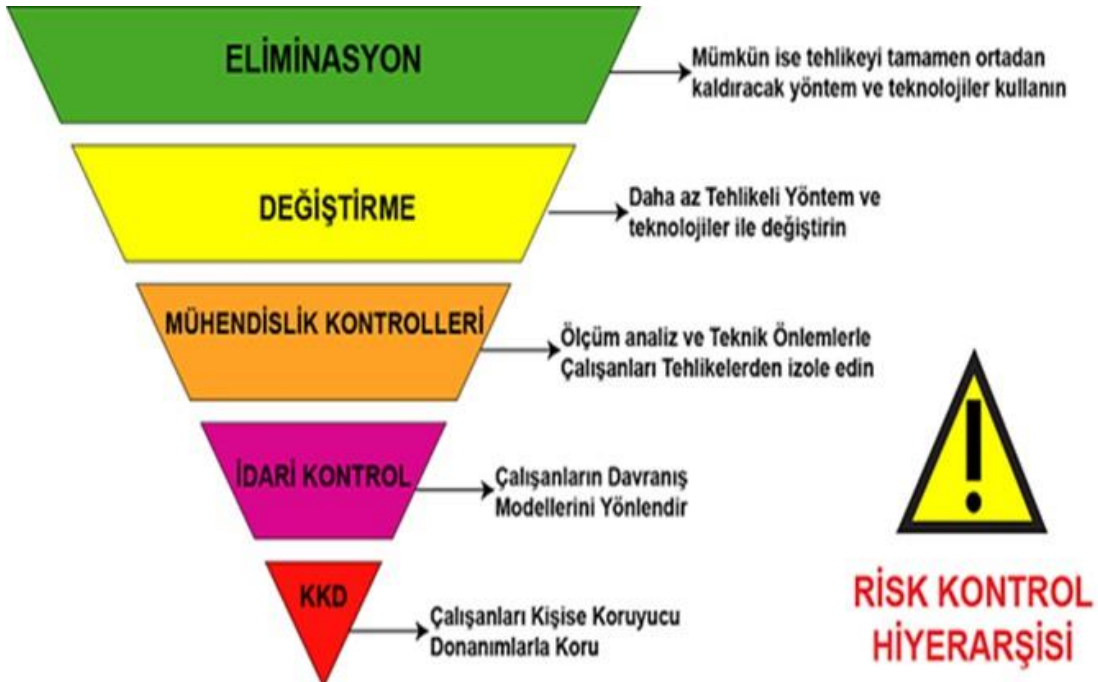 ELİMİNASYON
Mümkün ise tehlikeyi tamamen ortadan
kaldıracak yöntem ve teknolojiler kullanın
DEĞİŞTİRME
Daha az Tehlikeli Yöntem ve
teknolojiler ile değiştirin
MÜHENDİSLİK KONTROLLERİ
Ölçüm analiz ve Teknik Önlemlerle
Çalışanları Tehlikelerden izole edin
İDARİ KONTROL
Çalışanların Davranış
Modellerini Yönlendir
KKD
Çalışanları Kişise Koruyucu
Donanımlarla Koru
!
RİSK KONTROL
HİYERARŞİSİ